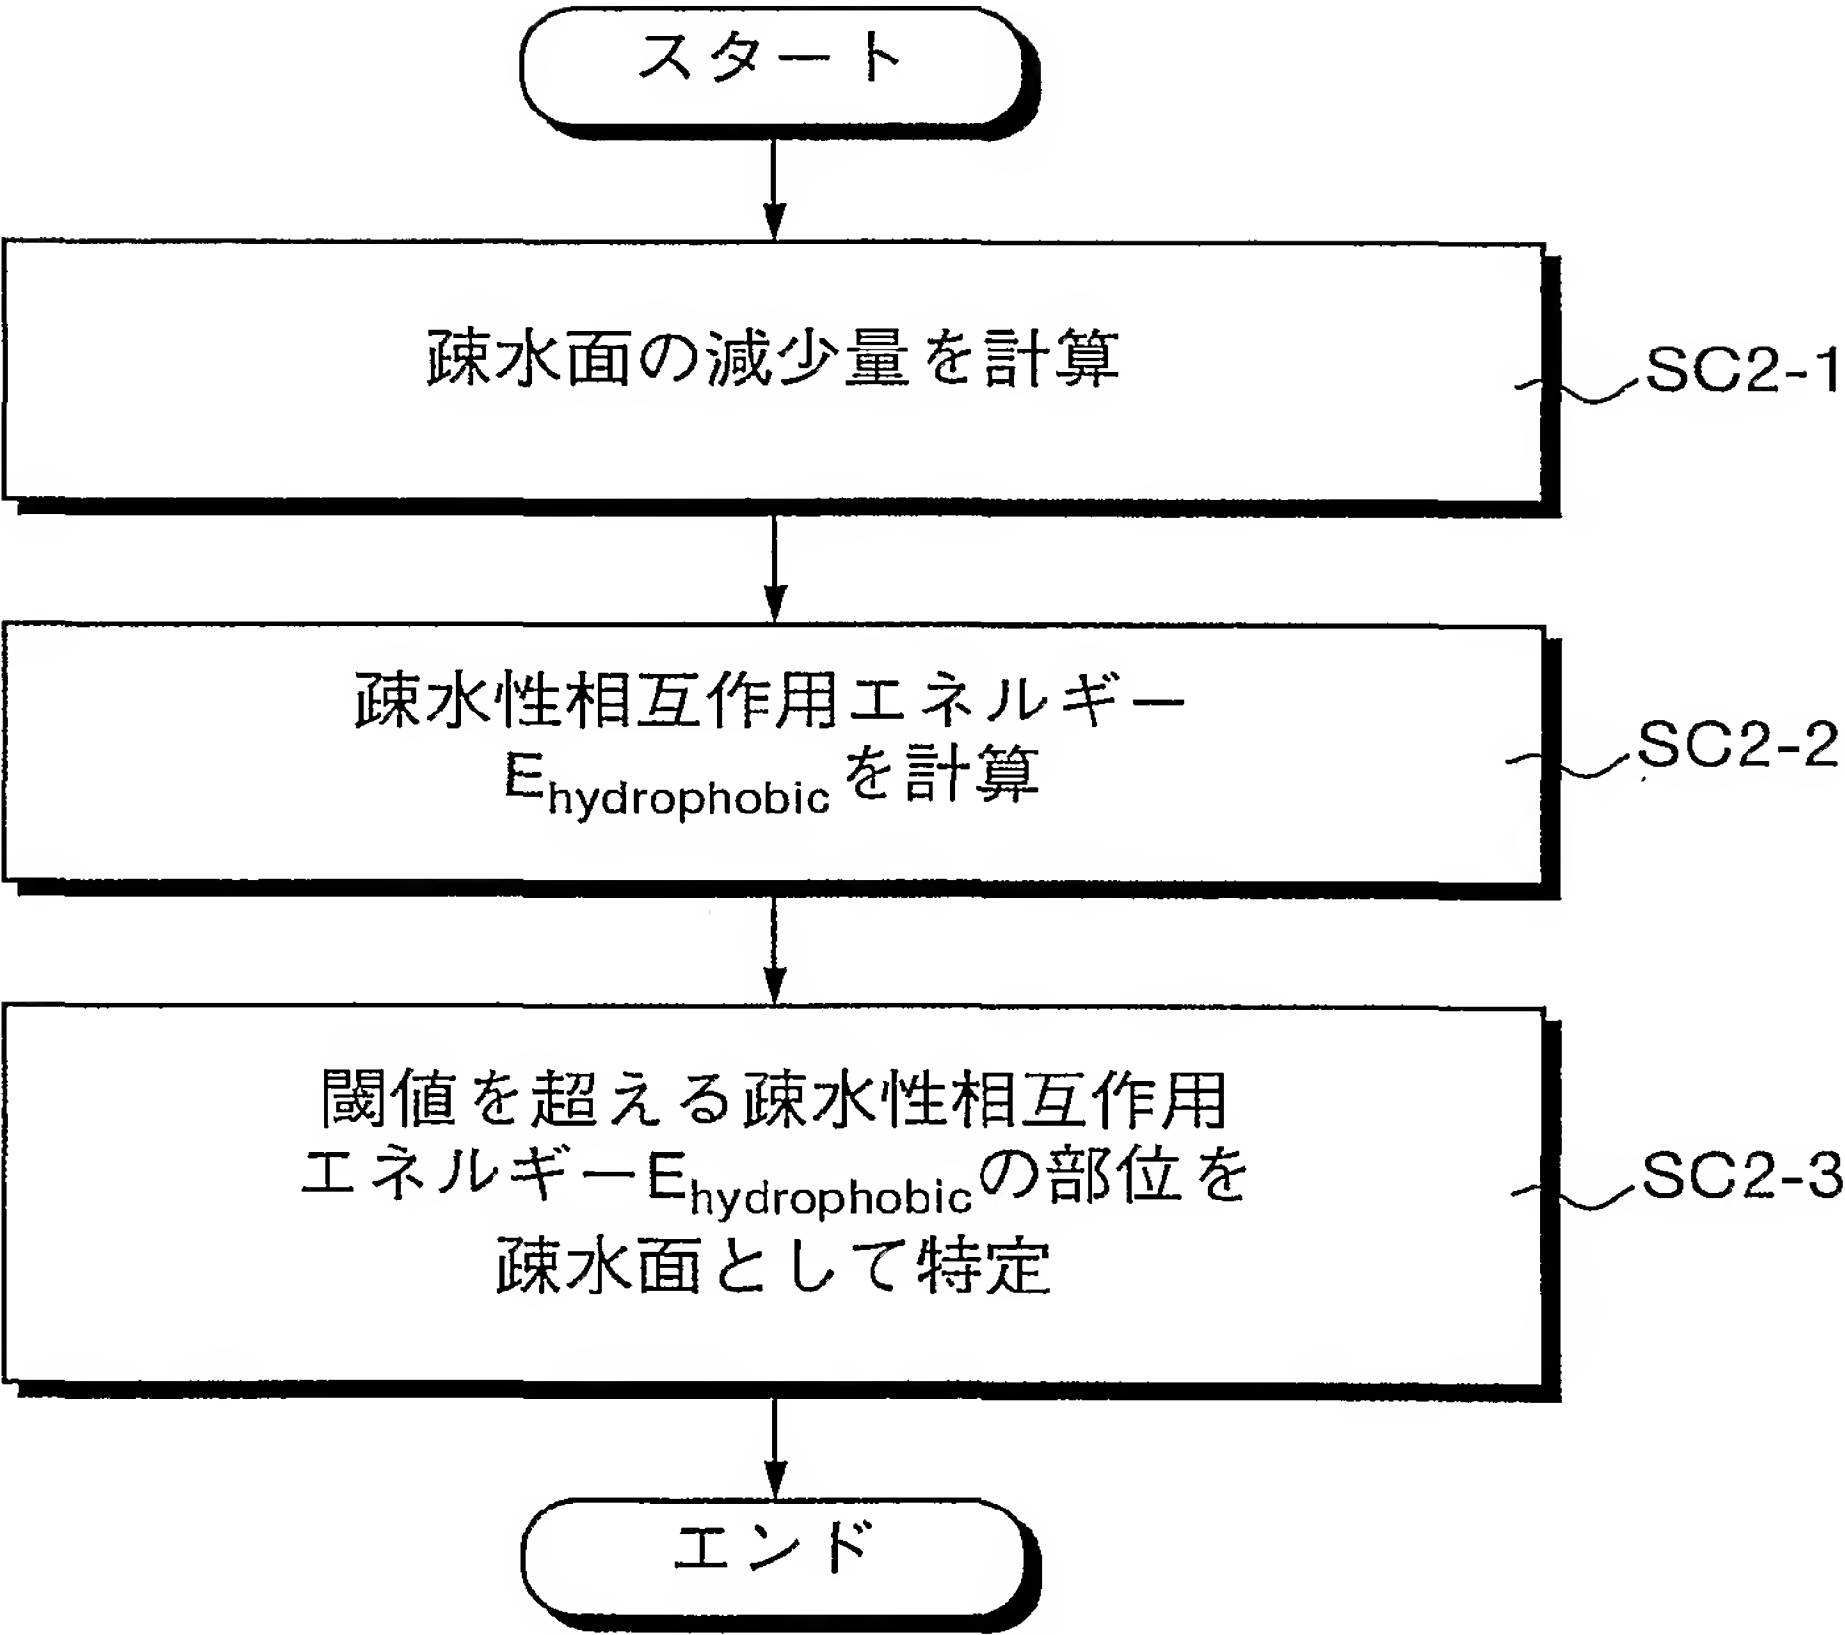 スタート
疎水面の減少量を計算
SC2-1
疎水性相互作用エネルギー
Ehydrophobicを計算
SC2-2
閾値を超える疎水性相互作用
エネルギーEhydrophobicの部位を
疎水面として特定
SC2-3
エンド